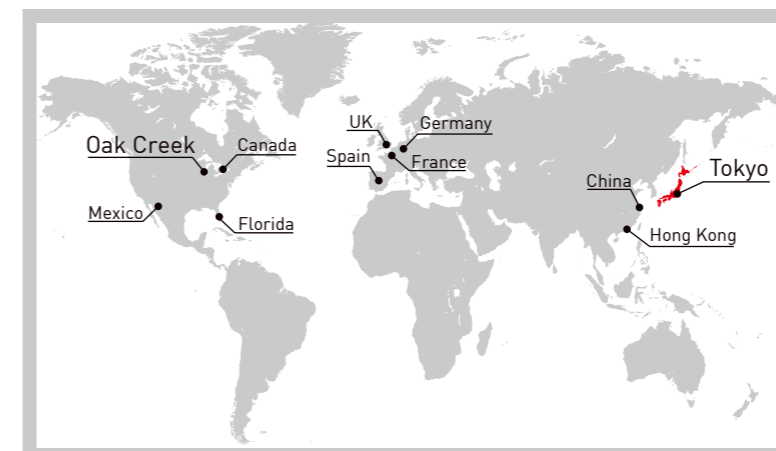 UK
Germany
Oak Creek
Canada
Spain
France
Tokyo
China
Mexico
Florida
Hong Kong